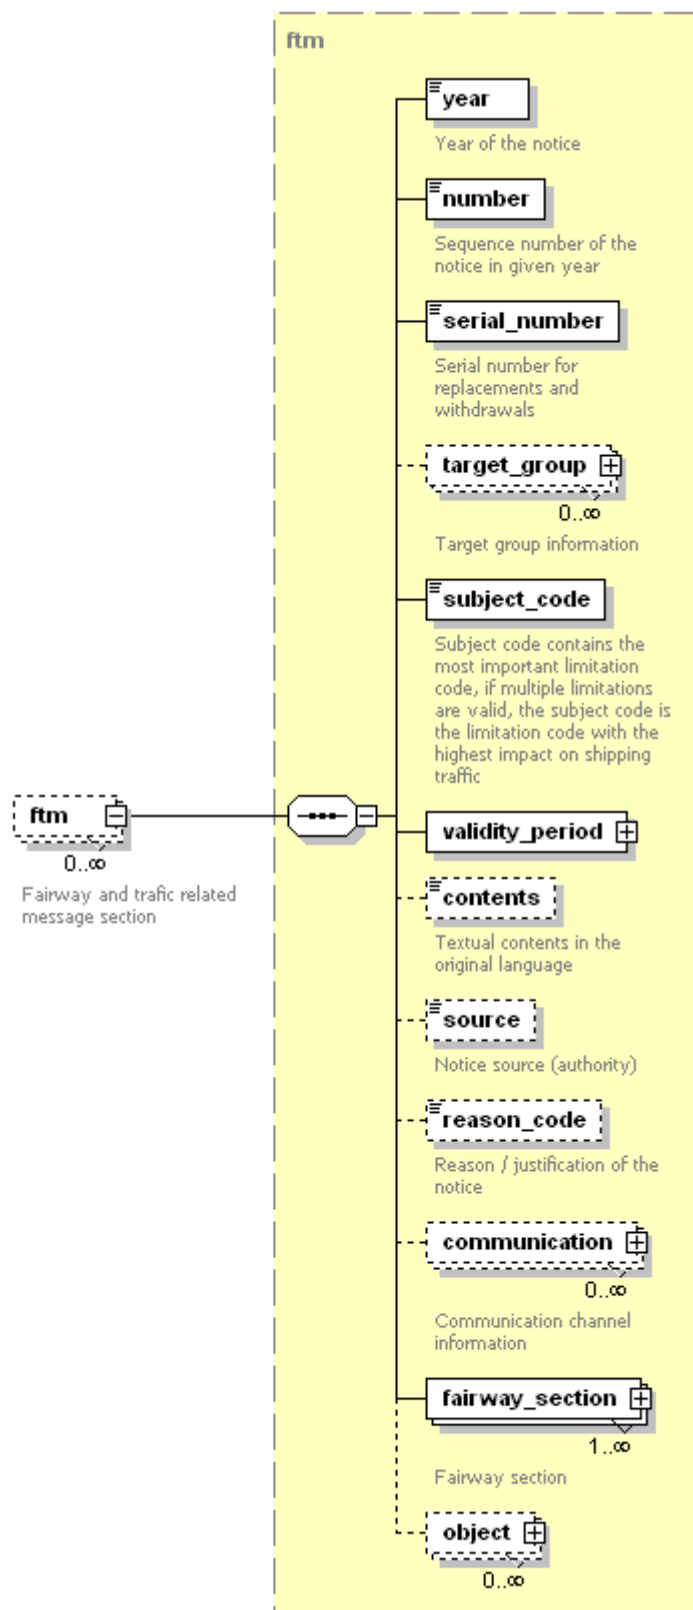 ftm
year
Year of the notice
number
Sequence number of the
notice in given year
serial_number
Serial number for
replacements and
withdrawals
target_group
0..∞
Target group information
subject_code
Subject code contains the
most important limitation
code, if multiple limitations
are valid, the subject code is
the limitation code with the
highest impact on shipping
traffic
ftm
0..∞
Fairway and trafic related
message section
validity_period
contents
Textual contents in the
original language
source
Notice source (authority)
reason_code
Reason / justification of the
notice
communication
0..∞
Communication channel
information
fairway_section
1..∞
Fairway section
object
0..∞